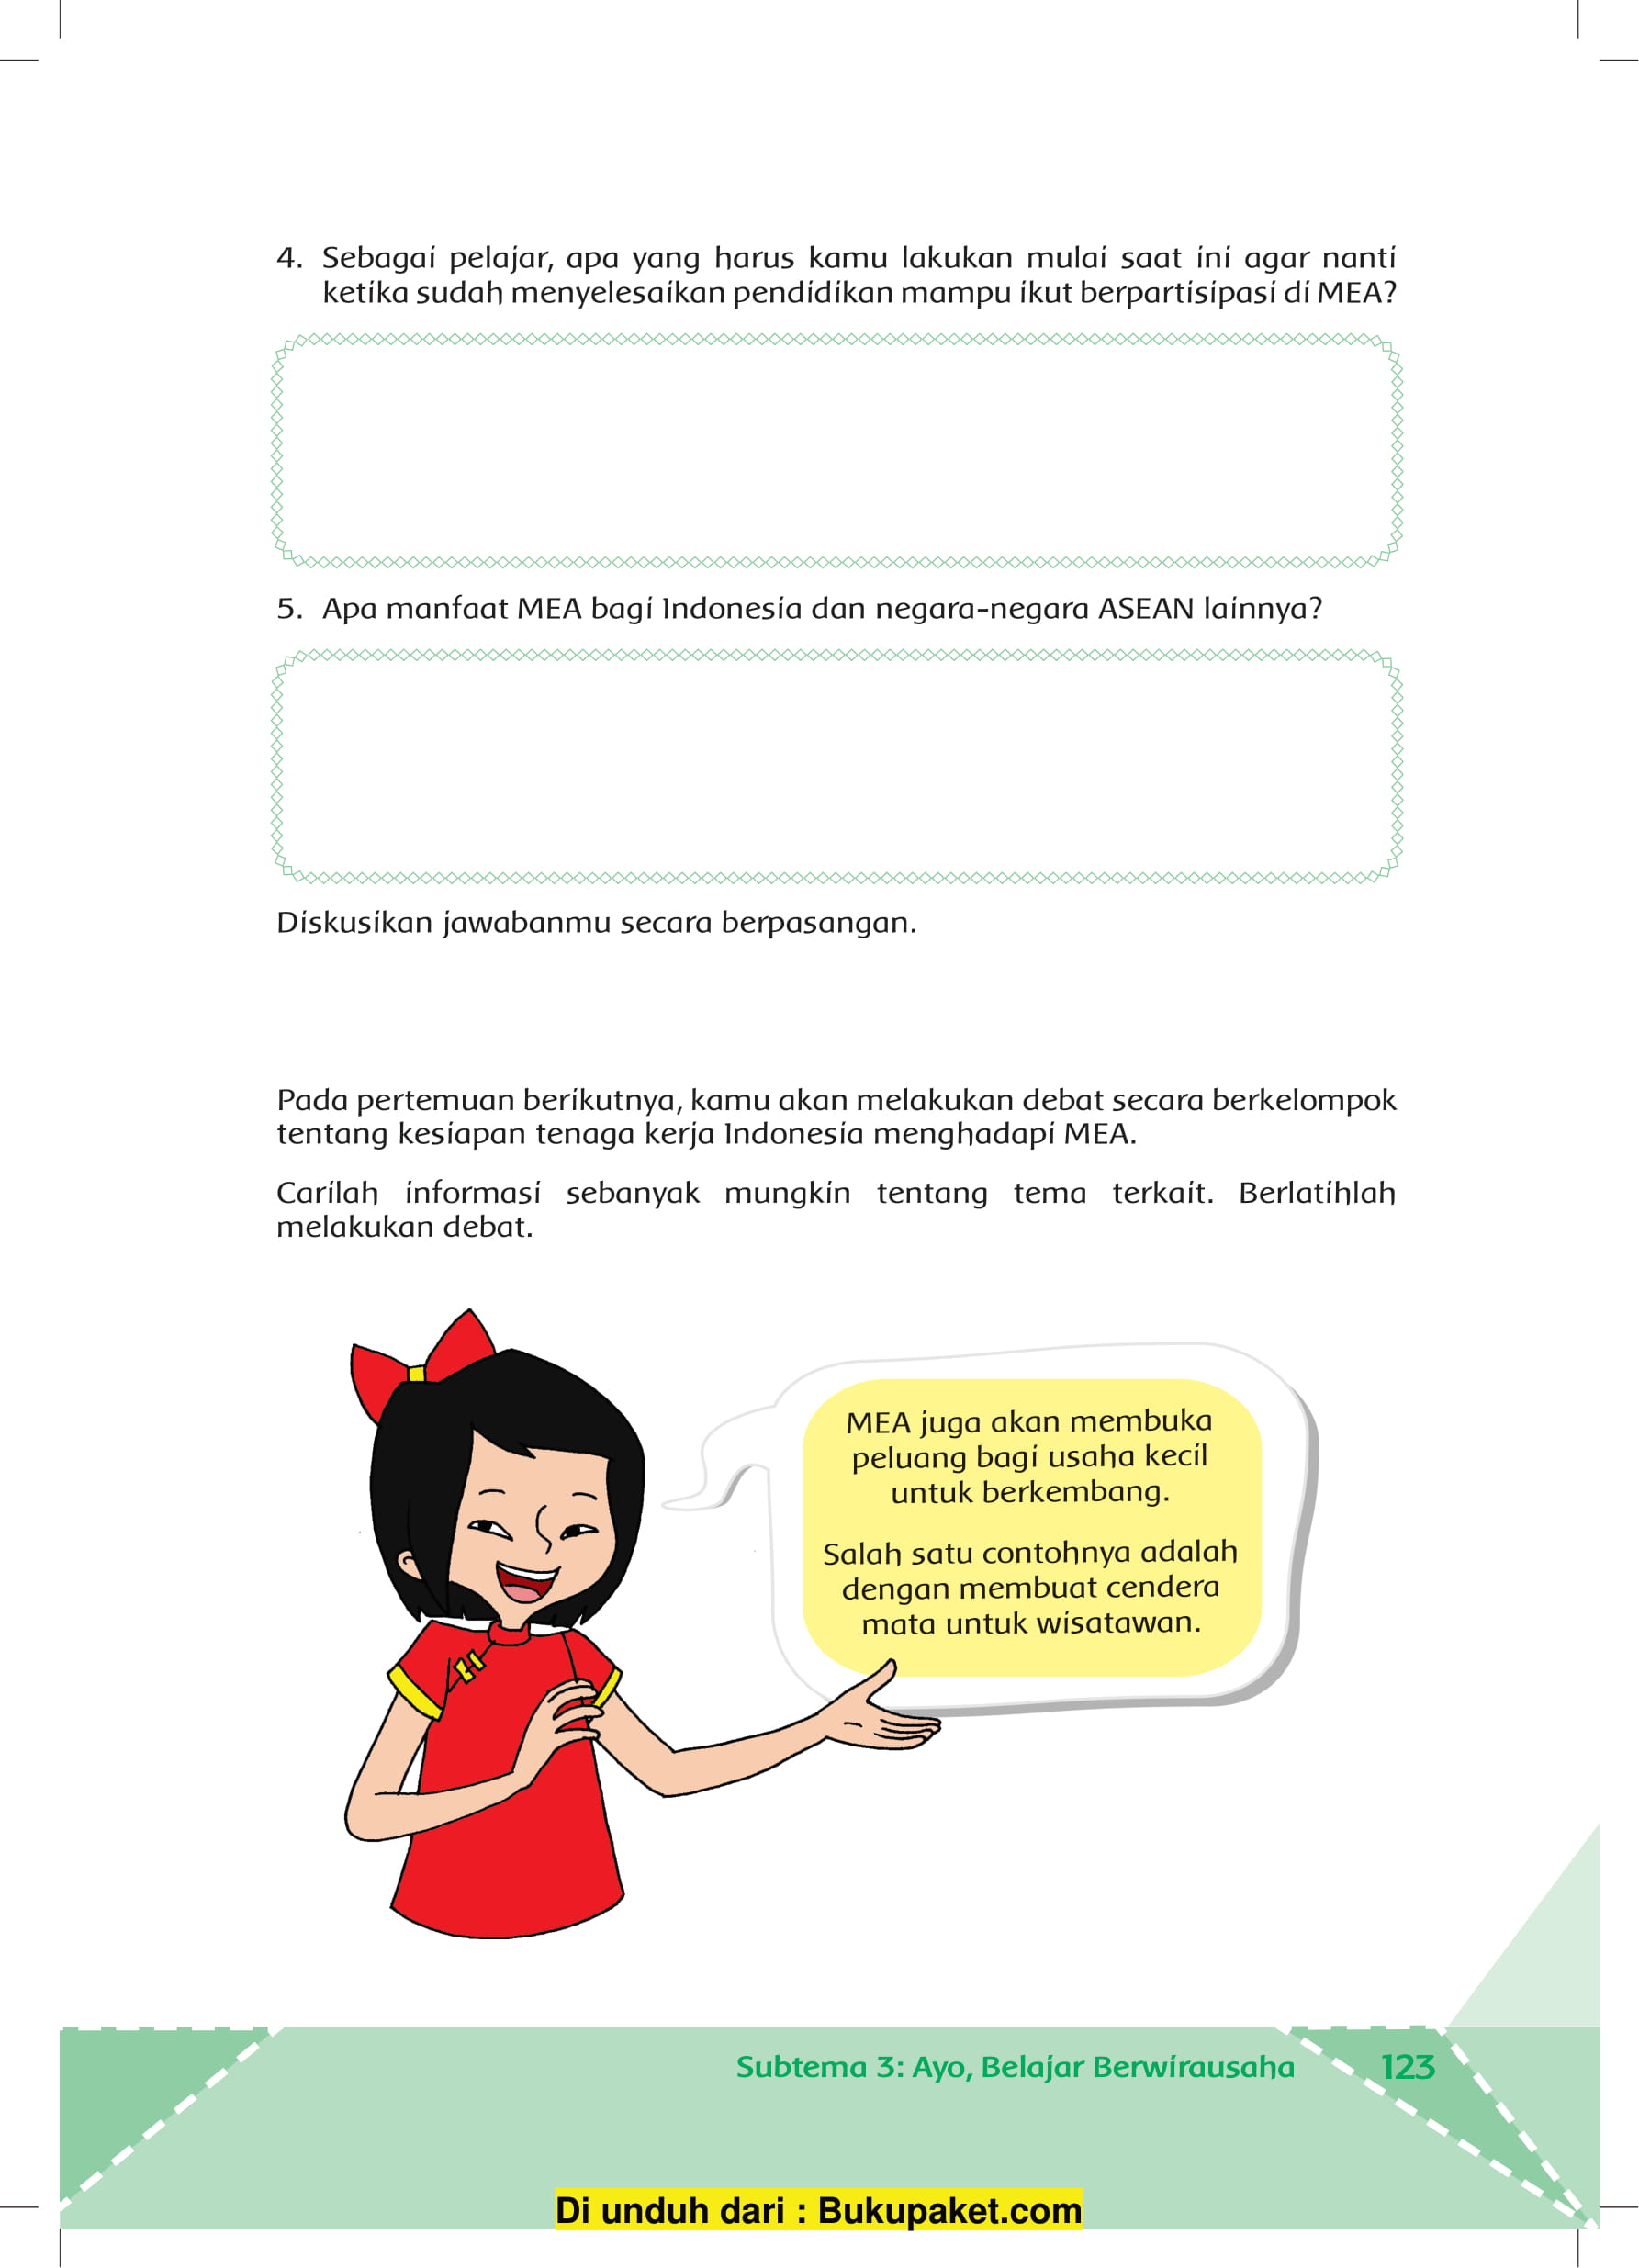 4. Sebagai pelajar, apa yang harus kamu lakukan mulai saat ini agar nanti
ketika sudah menyelesaikan pendidikan mampu ikut berpartisipasi di MEA?
5. Apa manfaat MEA bagi Indonesia dan negara-negara ASEAN lainnya?
Diskusikan jawabanmu secara berpasangan.
Pada pertemuan berikutnya, kamu akan melakukan debat secara berkelompok
tentang kesiapan tenaga kerja Indonesia menghadapi MEA.
Carilah informasi sebanyak mungkin tentang tema terkait. Berlatihlah
melakukan debat.
MEA juga akan membuka
peluang bagi usaha kecil
untuk berkembang.
Salah satu contohnya adalah
dengan membuat cendera
mata untuk wisatawan.
Subtema 3: Ayo, Belajar Berwirausaha 123
Di unduh dari : Bukupaket.com